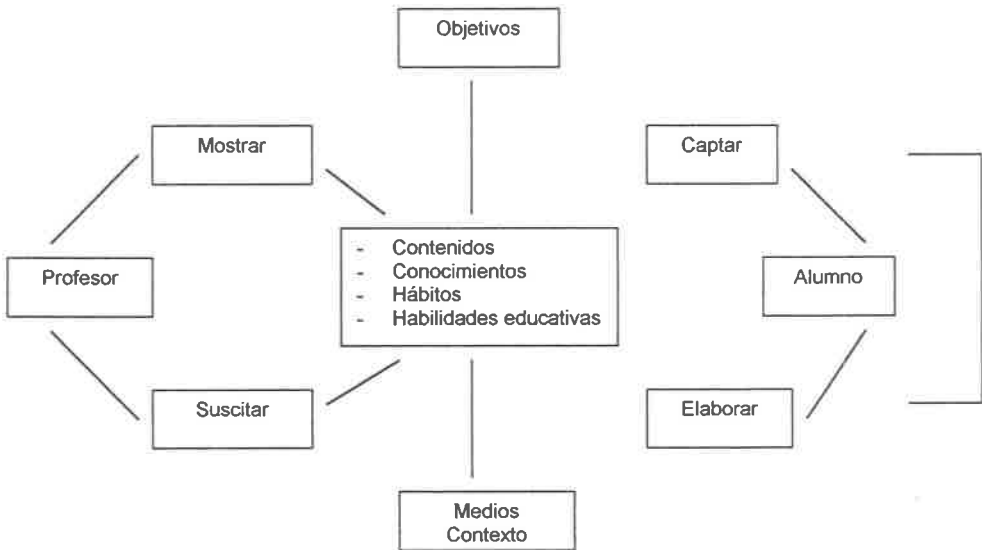 Objetivos
Mostrar
Captar
- Contenidos
- Conocimientos
- Hábitos
- Habilidades educativas
Profesor
Alumno
Suscitar
Elaborar
Medios
Contexto